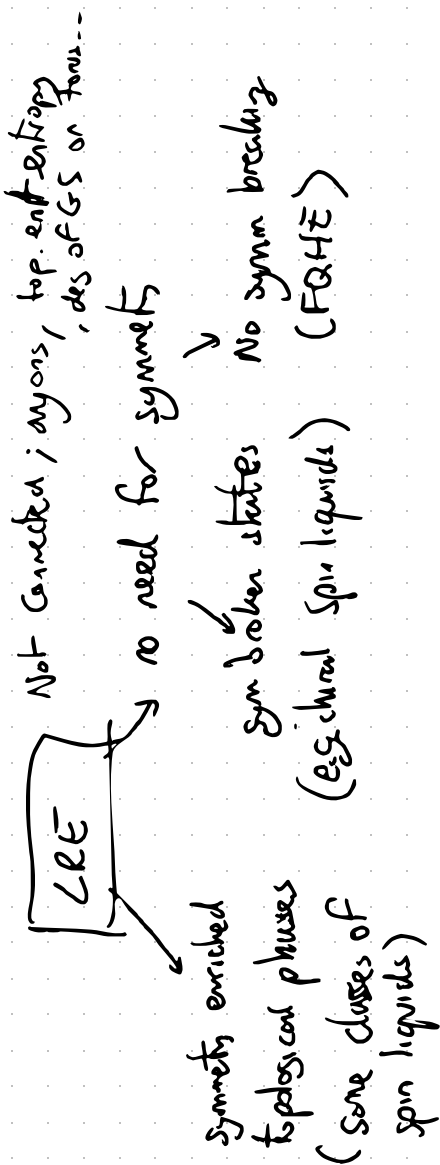 LRE
Not Connected; anyons, top. ent entropy
, deg of GS on torus...
no need for symmetry
symmetry enriched
topological phases
(some classes of
spin liquids)
sym broken states
(e.g. chiral spin liquids)
No symm breaking
(FQHE)